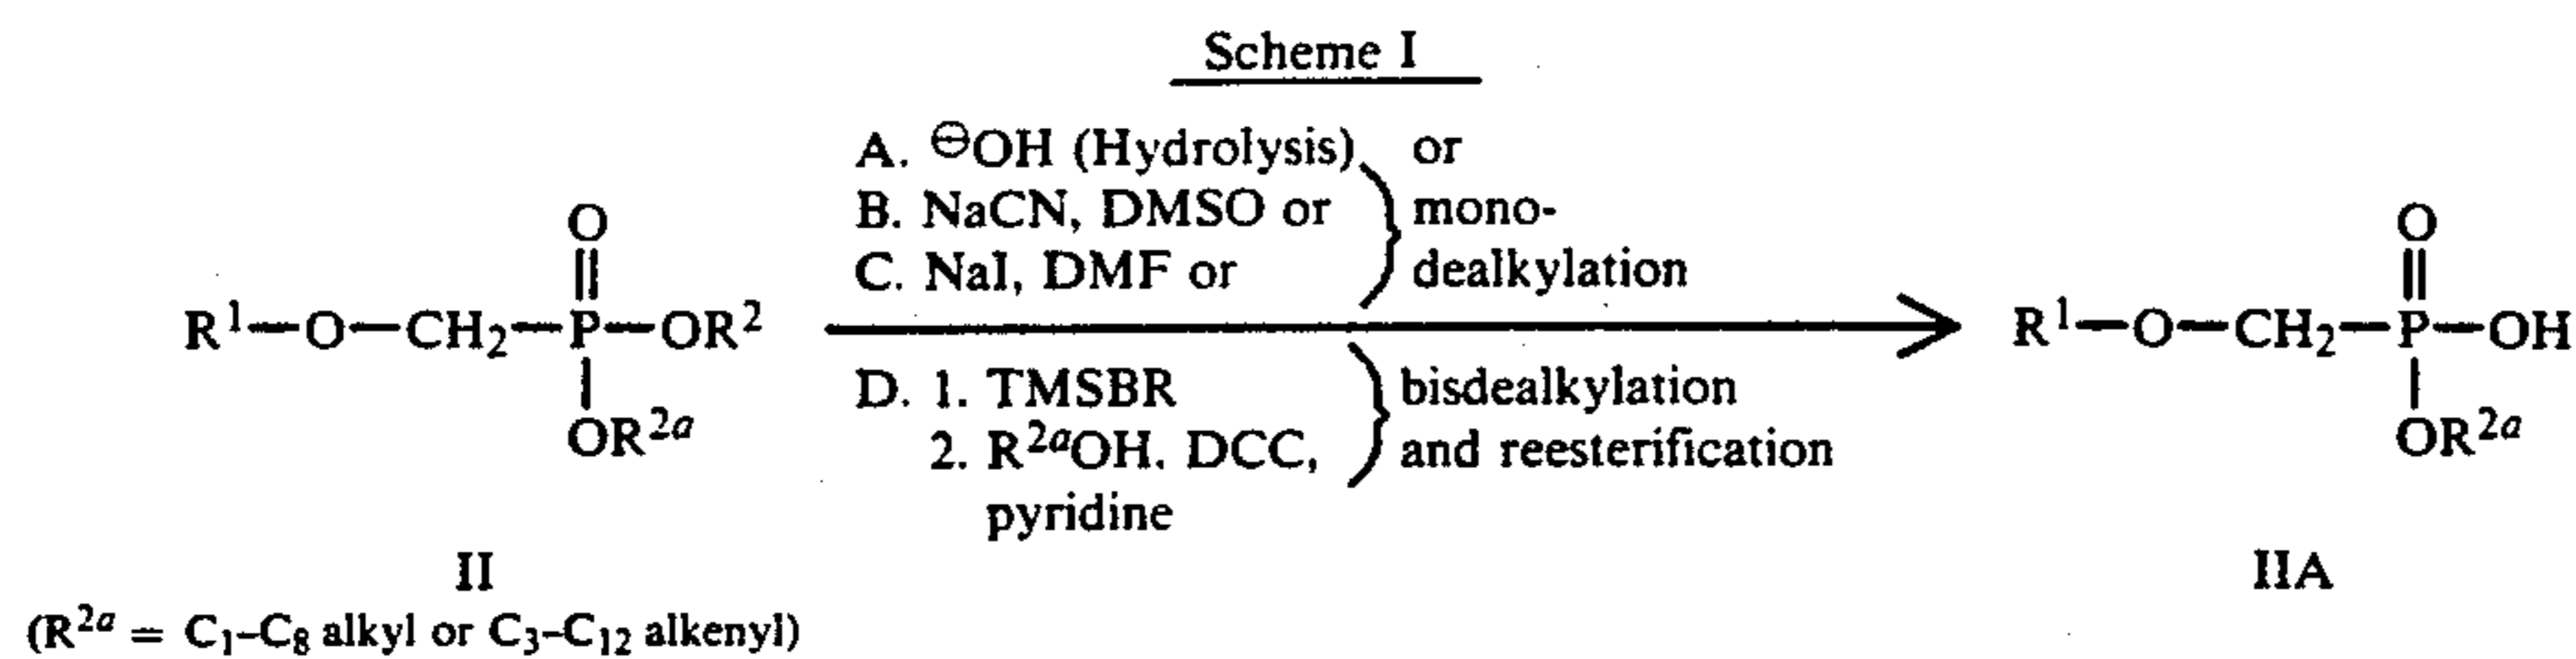 Scheme I
A. ⊖OH (Hydrolysis) or
B. NaCN, DMSO or mono-
C. NaI, DMF or dealkylation
R¹—O—CH₂—P—OR²
O
OR²ᵃ
D. 1. TMSBR bisdealkylation
2. R²ᵃOH. DCC, and reesterification
pyridine
R¹—O—CH₂—P—OH
O
OR²ᵃ
II
IIA
(R²ᵃ = C₁–C₈ alkyl or C₃–C₁₂ alkenyl)